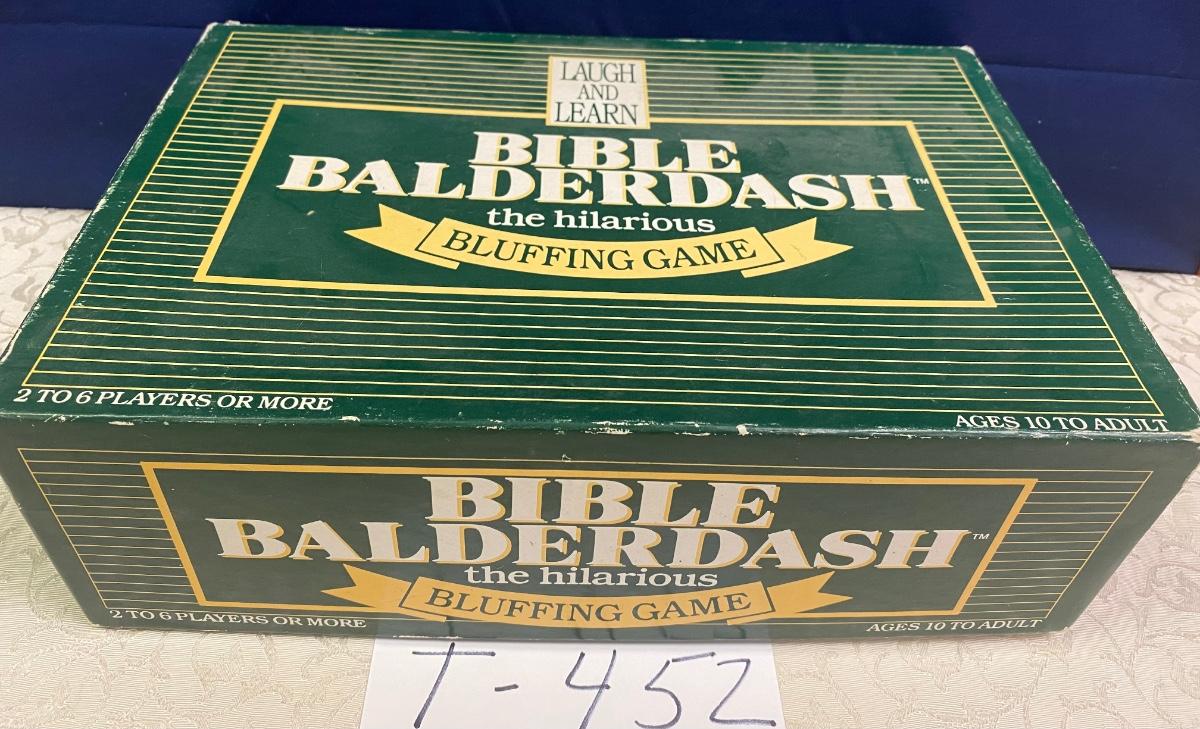 LAUGH
AND
LEARN
BIBLE
BALDERDASH™
the hilarious
BLUFFING GAME
2 TO 6 PLAYERS OR MORE
AGES 10 TO ADULT
BIBLE
BALDERDASH™
the hilarious
BLUFFING GAME
2 TO 6 PLAYERS OR MORE
AGES 10 TO ADULT
T-452